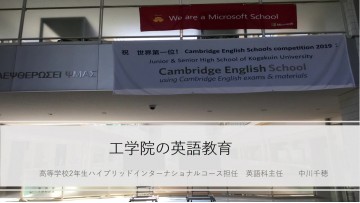 We are a Microsoft School
祝 世界第一位! Cambridge English Schools competition 2019
Junior & Senior High School of Kogakuin University
Cambridge English School
using Cambridge English exams & materials
工学院の英語教育
高等学校2年生ハイブリッドインターナショナルコース担任 英語科主任 中川千穂